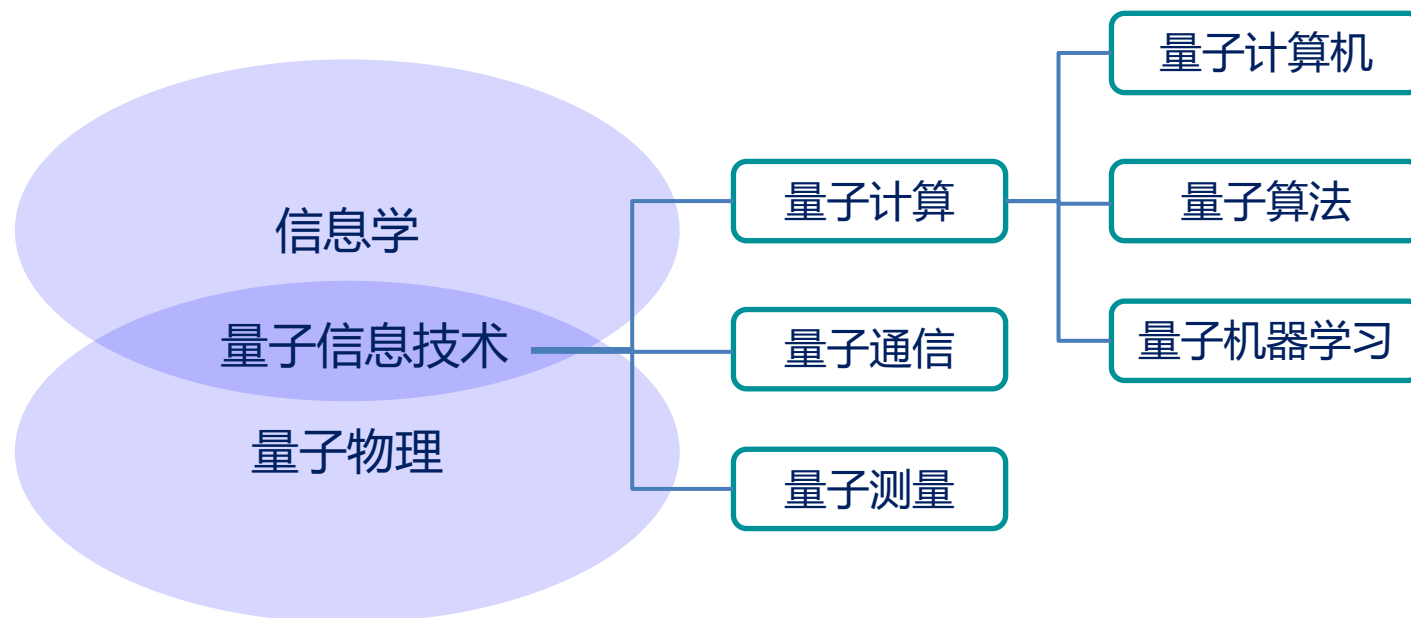 信息学
量子信息技术
量子物理
量子计算
量子通信
量子测量
量子计算机
量子算法
量子机器学习